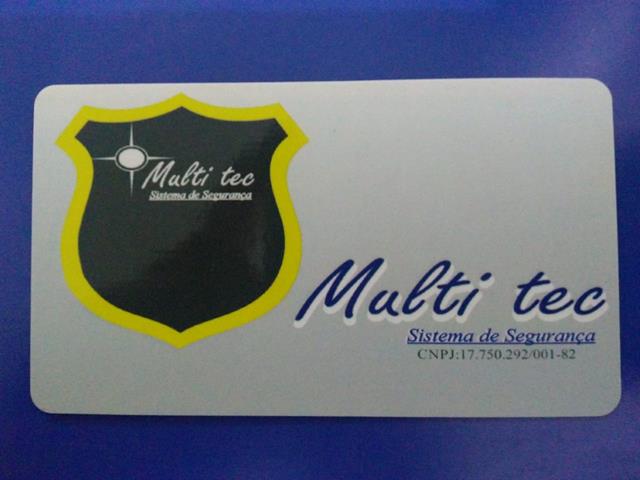 Multi tec
Sistema de Segurança
Multi tec
Sistema de Segurança
CNPJ:17.750.292/001-82